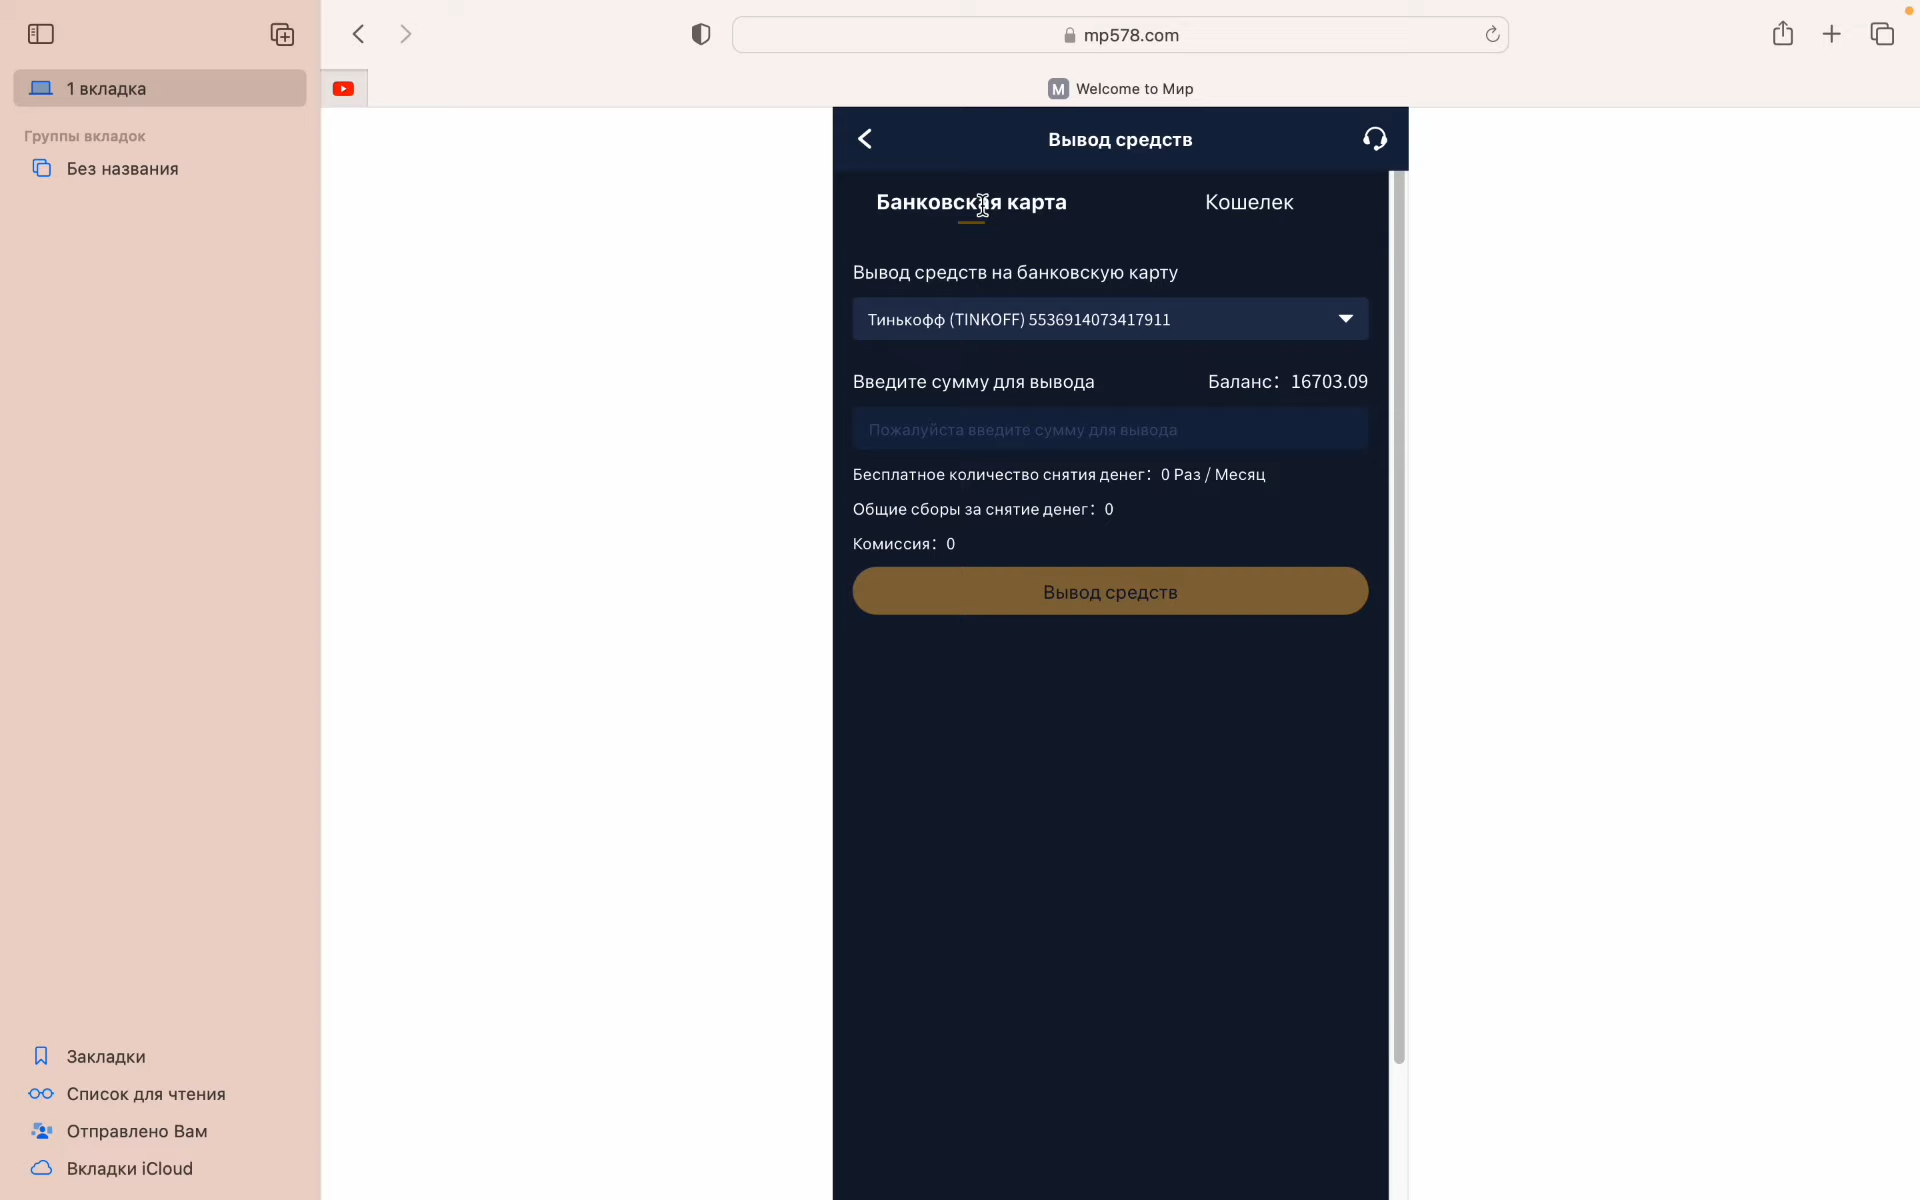 mp578.com
1 вкладка
M Welcome to Мир
Группы вкладок
Без названия
Вывод средств
Банковская карта
Кошелек
Вывод средств на банковскую карту
Тинькофф (TINKOFF) 5536914073417911
Введите сумму для вывода
Баланс: 16703.09
Пожалуйста введите сумму для вывода
Бесплатное количество снятия денег: 0 Раз / Месяц
Общие сборы за снятие денег: 0
Комиссия: 0
Вывод средств
Закладки
Список для чтения
Отправлено Вам
Вкладки iCloud